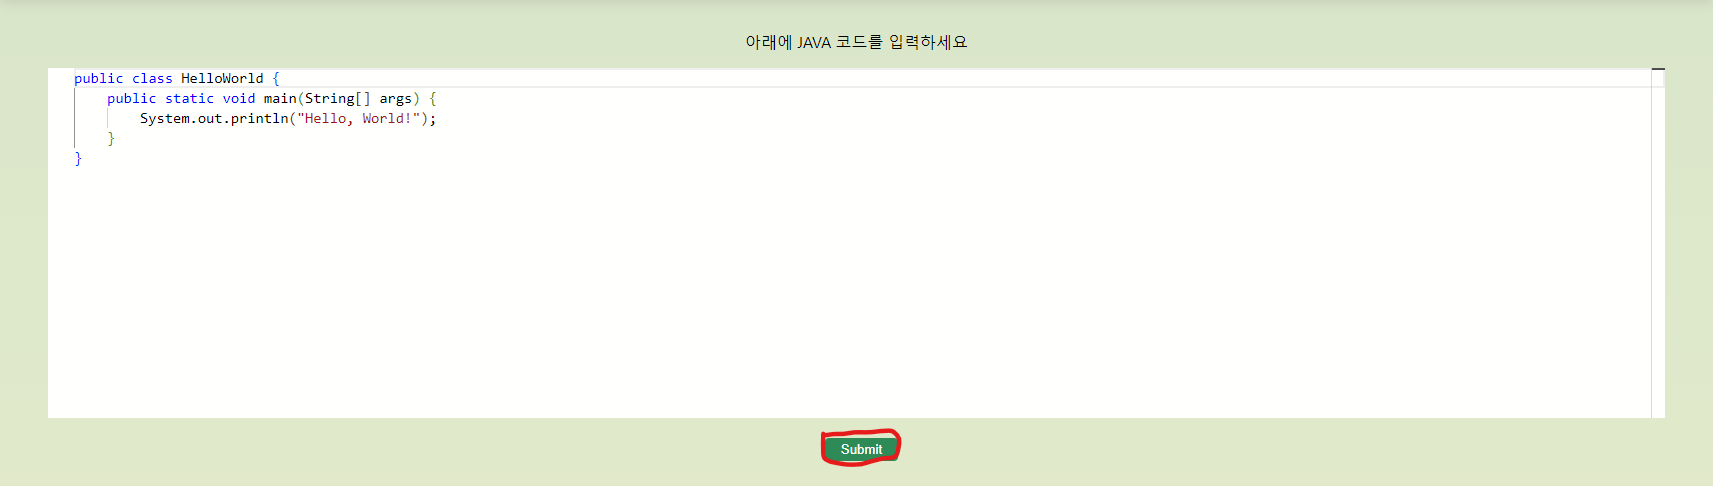 아래에 JAVA 코드를 입력하세요
public class HelloWorld {
    public static void main(String[] args) {
        System.out.println("Hello, World!");
    }
}
Submit